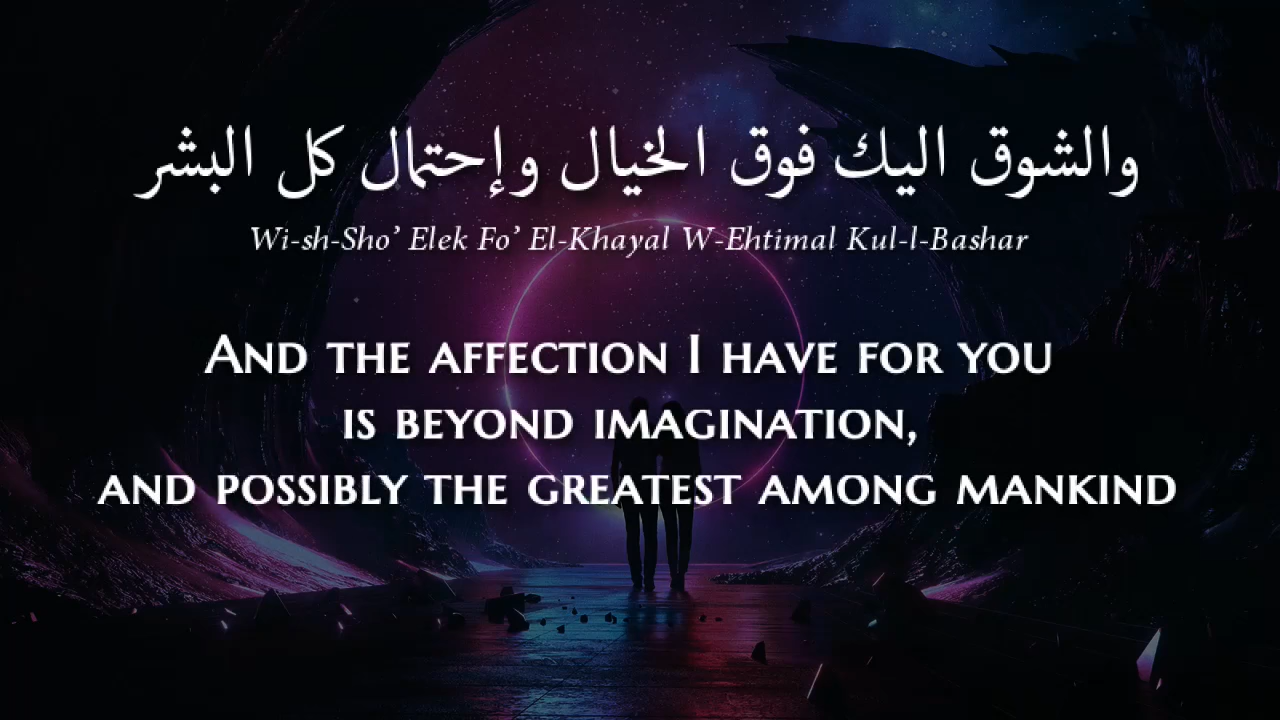 والشوق اليك فوق الخيال وإحتمال كل البشر
Wi-sh-Sho’ Elek Fo’ El-Khayal W-Ehtimal Kul-l-Bashar
And the affection I have for you
is beyond imagination,
and possibly the greatest among mankind